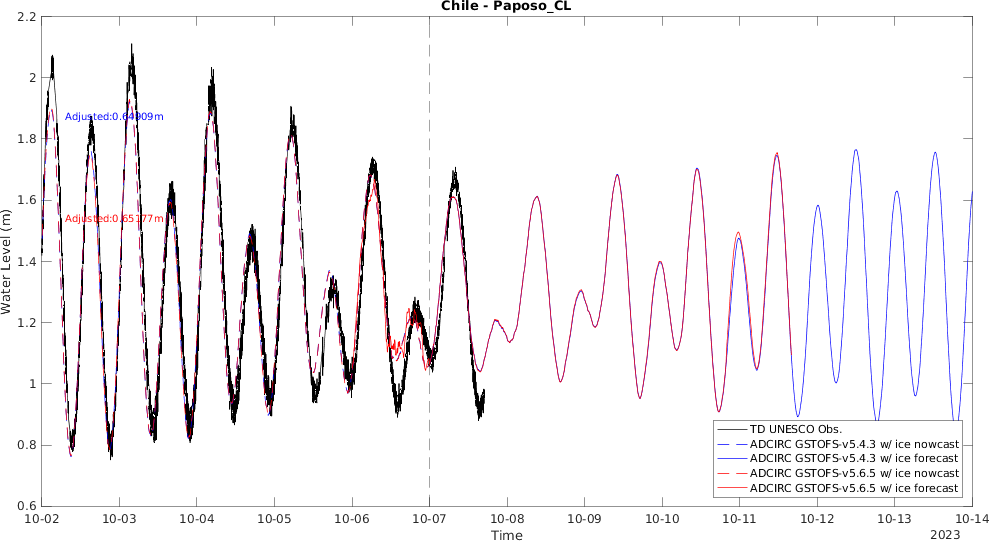 Chile - Paposo_CL
2.2
2
1.8
1.6
1.4
1.2
1
0.8
0.6
Water Level (m)
Adjusted:0.64909m
Adjusted:0.65177m
TD UNESCO Obs.
ADCIRC GSTOFS-v5.4.3 w/ ice nowcast
ADCIRC GSTOFS-v5.4.3 w/ ice forecast
ADCIRC GSTOFS-v5.6.5 w/ ice nowcast
ADCIRC GSTOFS-v5.6.5 w/ ice forecast
10-02 10-03 10-04 10-05 10-06 10-07 10-08 10-09 10-10 10-11 10-12 10-13 10-14
Time
2023